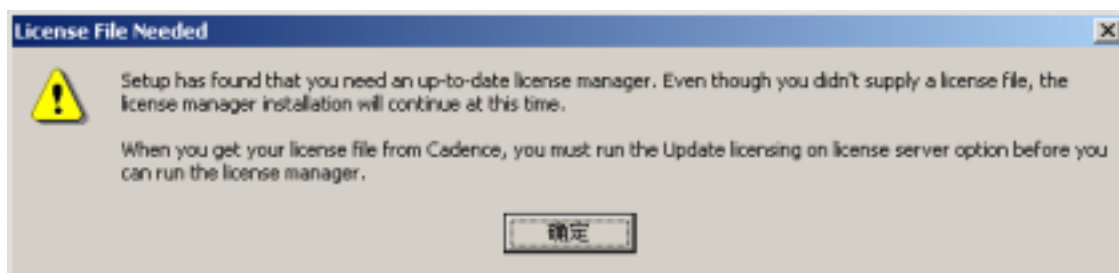 License File Needed
Setup has found that you need an up-to-date license manager. Even though you didn't supply a license file, the
license manager installation will continue at this time.
When you get your license file from Cadence, you must run the Update licensing on license server option before you
can run the license manager.
确定